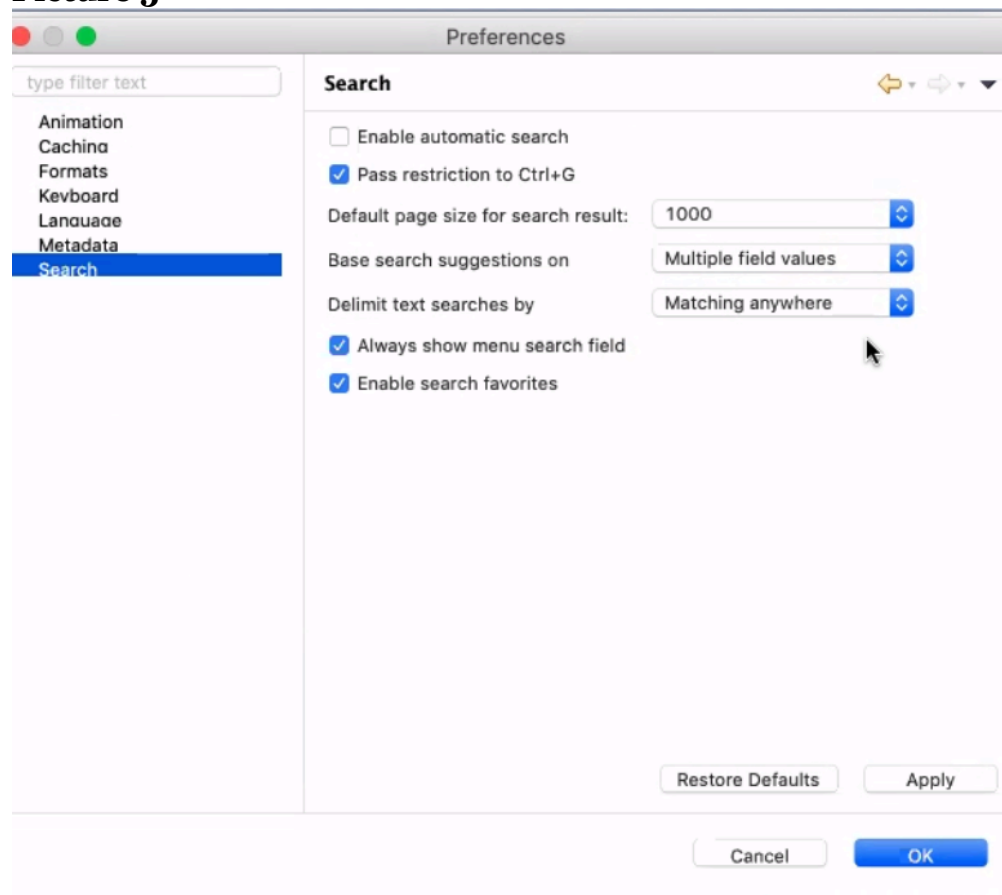 Preferences
type filter text
Animation
Caching
Formats
Keyboard
Language
Metadata
Search
Search
Enable automatic search
Pass restriction to Ctrl+G
Default page size for search result: 1000
Base search suggestions on Multiple field values
Delimit text searches by Matching anywhere
Always show menu search field
Enable search favorites
Restore Defaults Apply
Cancel OK